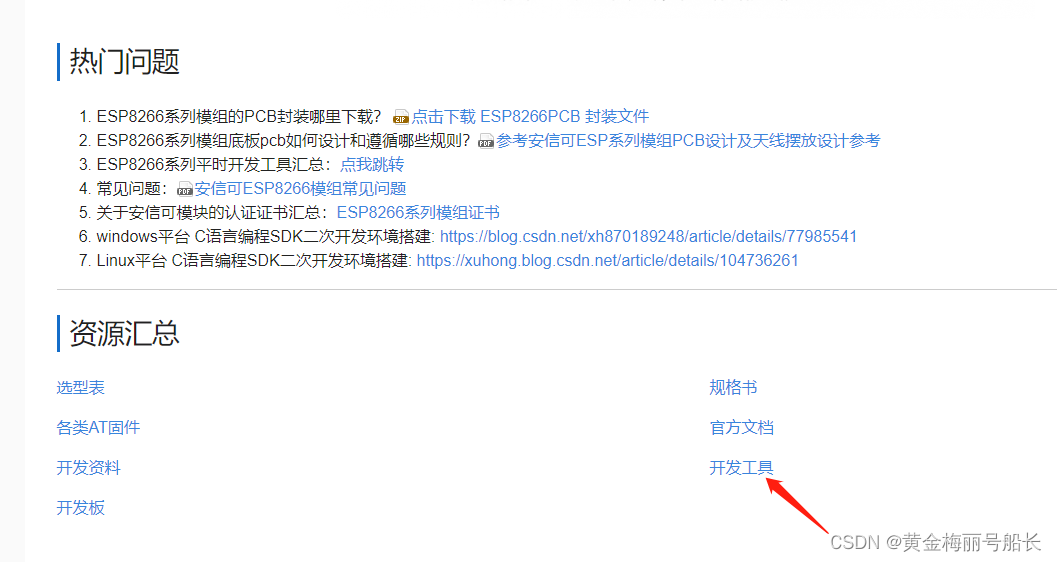 热门问题
1. ESP8266系列模组的PCB封装哪里下载？ 点击下载 ESP8266PCB 封装文件
2. ESP8266系列模组底板pcb如何设计和遵循哪些规则？ 参考安信可ESP系列模组PCB设计及天线摆放设计参考
3. ESP8266系列平时开发工具汇总：点我跳转
4. 常见问题：安信可ESP8266模组常见问题
5. 关于安信可模块的认证证书汇总：ESP8266系列模组证书
6. windows平台 C语言编程SDK二次开发环境搭建: https://blog.csdn.net/xh870189248/article/details/77985541
7. Linux平台 C语言编程SDK二次开发环境搭建: https://xuhong.blog.csdn.net/article/details/104736261
资源汇总
选型表 规格书
各类AT固件 官方文档
开发资料 开发工具
开发板
CSDN @黄金梅丽号船长